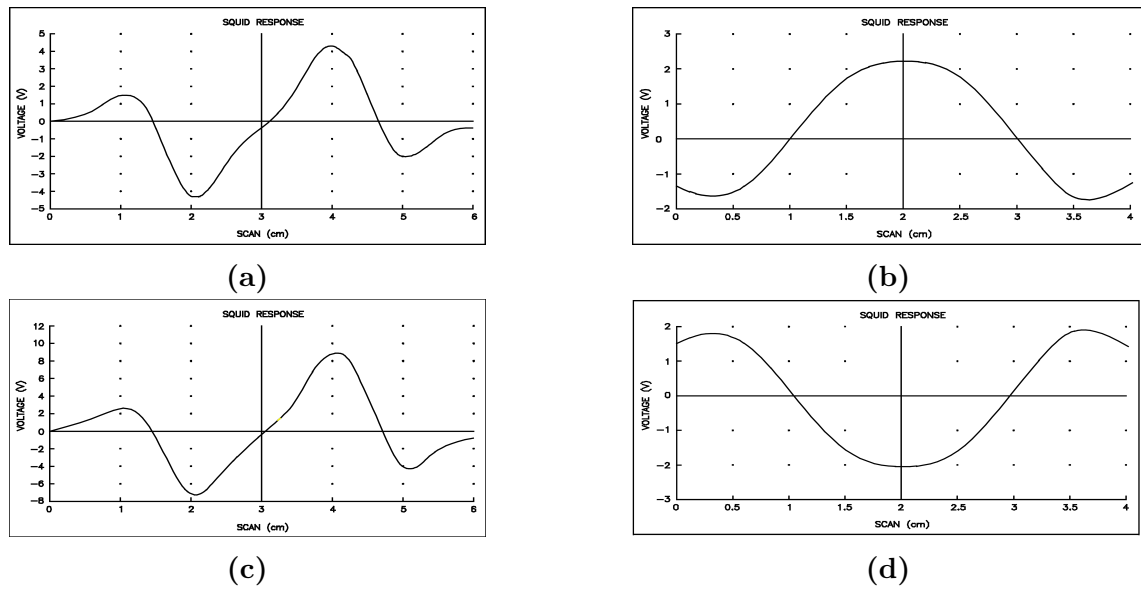 SQUID RESPONSE
5
4
3
2
1
0
−1
−2
−3
−4
−5
VOLTAGE (V)
0 1 2 3 4 5 6
SCAN (cm)
(a)
SQUID RESPONSE
3
2
1
0
−1
−2
VOLTAGE (V)
0 0.5 1 1.5 2 2.5 3 3.5 4
SCAN (cm)
(b)
SQUID RESPONSE
12
10
8
6
4
2
0
−2
−4
−6
−8
VOLTAGE (V)
0 1 2 3 4 5 6
SCAN (cm)
(c)
SQUID RESPONSE
2
1
0
−1
−2
−3
VOLTAGE (V)
0 0.5 1 1.5 2 2.5 3 3.5 4
SCAN (cm)
(d)